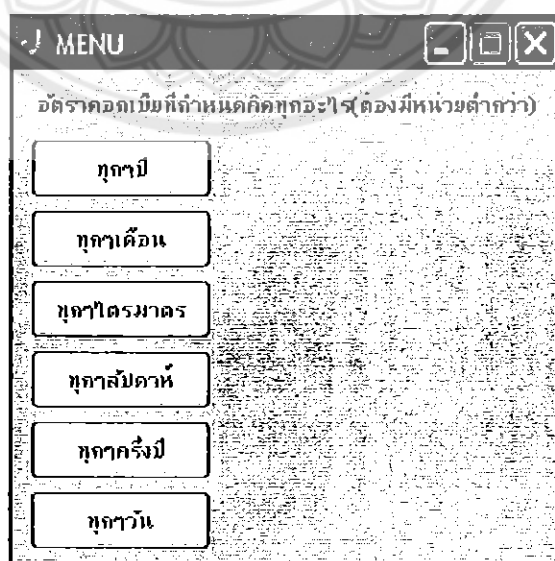 MENU
อัตราดอกเบี้ยที่กำหนดคิดทุกอะไร(ต้องมีหน่วยต่ำกว่า)
ทุกๆปี
ทุกๆเดือน
ทุกๆไตรมาตร
ทุกๆสัปดาห์
ทุกๆครึ่งปี
ทุกๆวัน